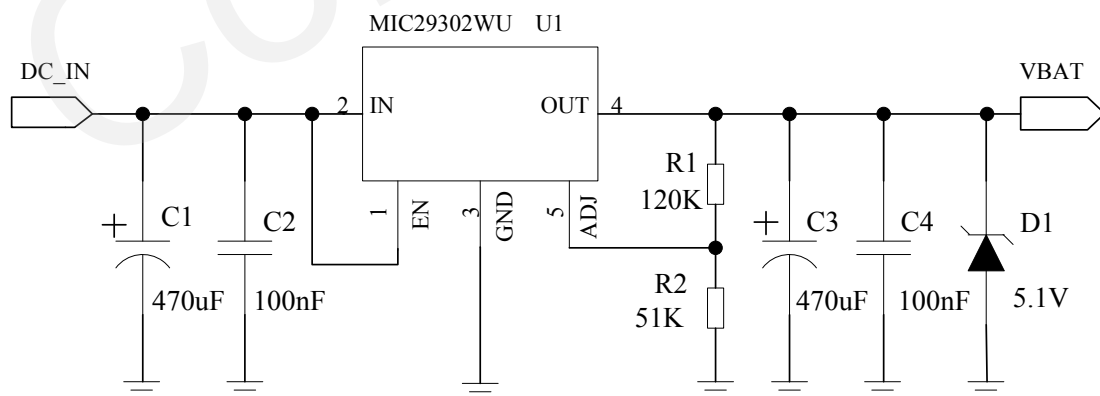 MIC29302WU U1
DC_IN
VBAT
2
IN
OUT
4
1
EN
3
GND
5
ADJ
R1
120K
R2
51K
+
C1
470uF
C2
100nF
+
C3
470uF
C4
100nF
D1
5.1V